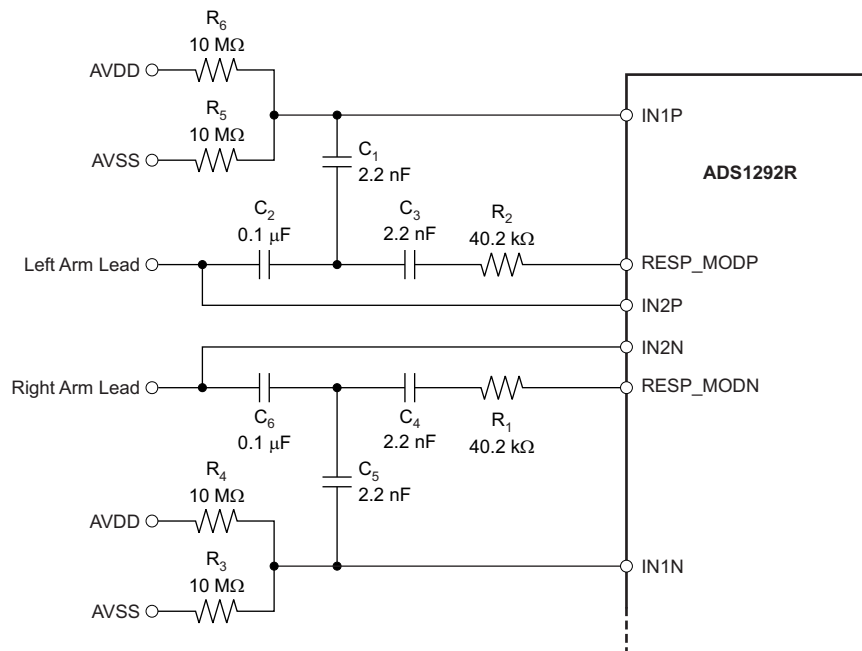 R6
10 MΩ
AVDD
R5
10 MΩ
AVSS
IN1P
C1
2.2 nF
ADS1292R
C2
0.1 µF
C3
2.2 nF
R2
40.2 kΩ
Left Arm Lead
RESP_MODP
IN2P
IN2N
Right Arm Lead
RESP_MODN
C6
0.1 µF
C4
2.2 nF
R1
40.2 kΩ
R4
10 MΩ
C5
2.2 nF
AVDD
R3
10 MΩ
IN1N
AVSS